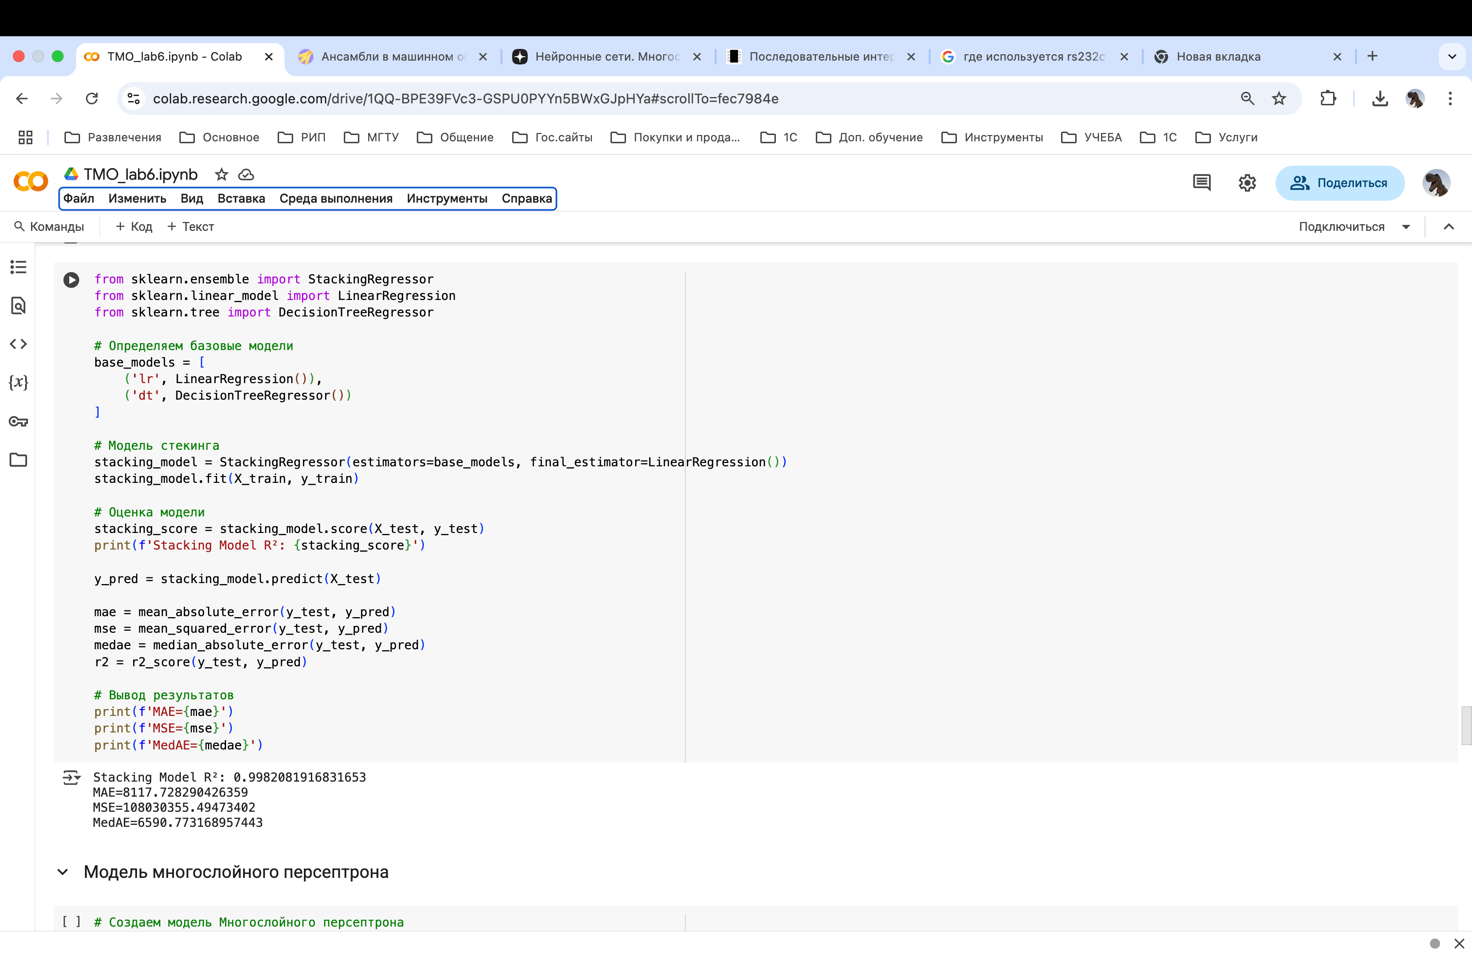 TMO_lab6.ipynb - Colab
Ансамбли в машинном о
Нейронные сети. Многос
Последовательные интер
где используется rs232с
Новая вкладка
colab.research.google.com/drive/1QQ-BPE39FVc3-GSPU0PYYn5BWxGJpHYa#scrollTo=fec7984e
Развлечения
Основное
РИП
МГТУ
Общение
Гос.сайты
Покупки и прода...
1С
Доп. обучение
Инструменты
УЧЕБА
1С
Услуги
TMO_lab6.ipynb
Файл Изменить Вид Вставка Среда выполнения Инструменты Справка
Поделиться
Команды
+ Код + Текст
Подключиться
from sklearn.ensemble import StackingRegressor
from sklearn.linear_model import LinearRegression
from sklearn.tree import DecisionTreeRegressor
# Определяем базовые модели
base_models = [
('lr', LinearRegression()),
('dt', DecisionTreeRegressor())
]
# Модель стекинга
stacking_model = StackingRegressor(estimators=base_models, final_estimator=LinearRegression())
stacking_model.fit(X_train, y_train)
# Оценка модели
stacking_score = stacking_model.score(X_test, y_test)
print(f'Stacking Model R²: {stacking_score}')
y_pred = stacking_model.predict(X_test)
mae = mean_absolute_error(y_test, y_pred)
mse = mean_squared_error(y_test, y_pred)
medae = median_absolute_error(y_test, y_pred)
r2 = r2_score(y_test, y_pred)
# Вывод результатов
print(f'MAE={mae}')
print(f'MSE={mse}')
print(f'MedAE={medae}')
Stacking Model R²: 0.9982081916831653
MAE=8117.728290426359
MSE=108030355.49473402
MedAE=6590.773168957443
Модель многослойного персептрона
[ ] # Создаем модель Многослойного персептрона